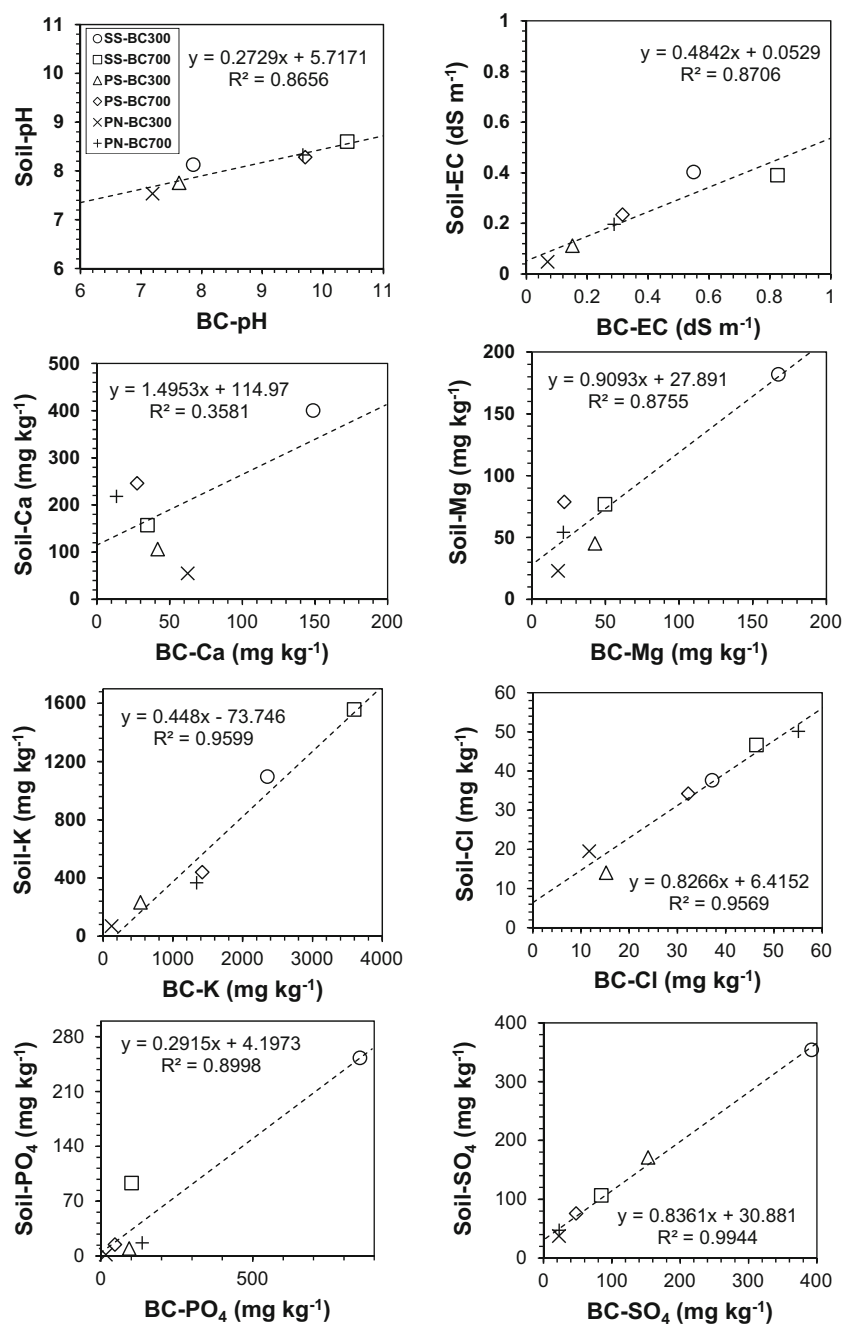 11
10
9
8
7
6
SS-BC300
SS-BC700
PS-BC300
PS-BC700
PN-BC300
PN-BC700
y = 0.2729x + 5.7171
R² = 0.8656
Soil-pH
6 7 8 9 10 11
BC-pH
1
0.8
0.6
0.4
0.2
0
y = 0.4842x + 0.0529
R² = 0.8706
Soil-EC (dS m⁻¹)
0 0.2 0.4 0.6 0.8 1
BC-EC (dS m⁻¹)
500
400
300
200
100
0
y = 1.4953x + 114.97
R² = 0.3581
Soil-Ca (mg kg⁻¹)
0 50 100 150 200
BC-Ca (mg kg⁻¹)
200
150
100
50
0
y = 0.9093x + 27.891
R² = 0.8755
Soil-Mg (mg kg⁻¹)
0 50 100 150 200
BC-Mg (mg kg⁻¹)
1600
1200
800
400
0
y = 0.448x - 73.746
R² = 0.9599
Soil-K (mg kg⁻¹)
0 1000 2000 3000 4000
BC-K (mg kg⁻¹)
60
50
40
30
20
10
0
y = 0.8266x + 6.4152
R² = 0.9569
Soil-Cl (mg kg⁻¹)
0 15 30 45 60
BC-Cl (mg kg⁻¹)
280
210
140
70
0
y = 0.2915x + 4.1973
R² = 0.8998
Soil-PO₄ (mg kg⁻¹)
0 500
BC-PO₄ (mg kg⁻¹)
400
300
200
100
0
y = 0.8361x + 30.881
R² = 0.9944
Soil-SO₄ (mg kg⁻¹)
0 100 200 300 400
BC-SO₄ (mg kg⁻¹)